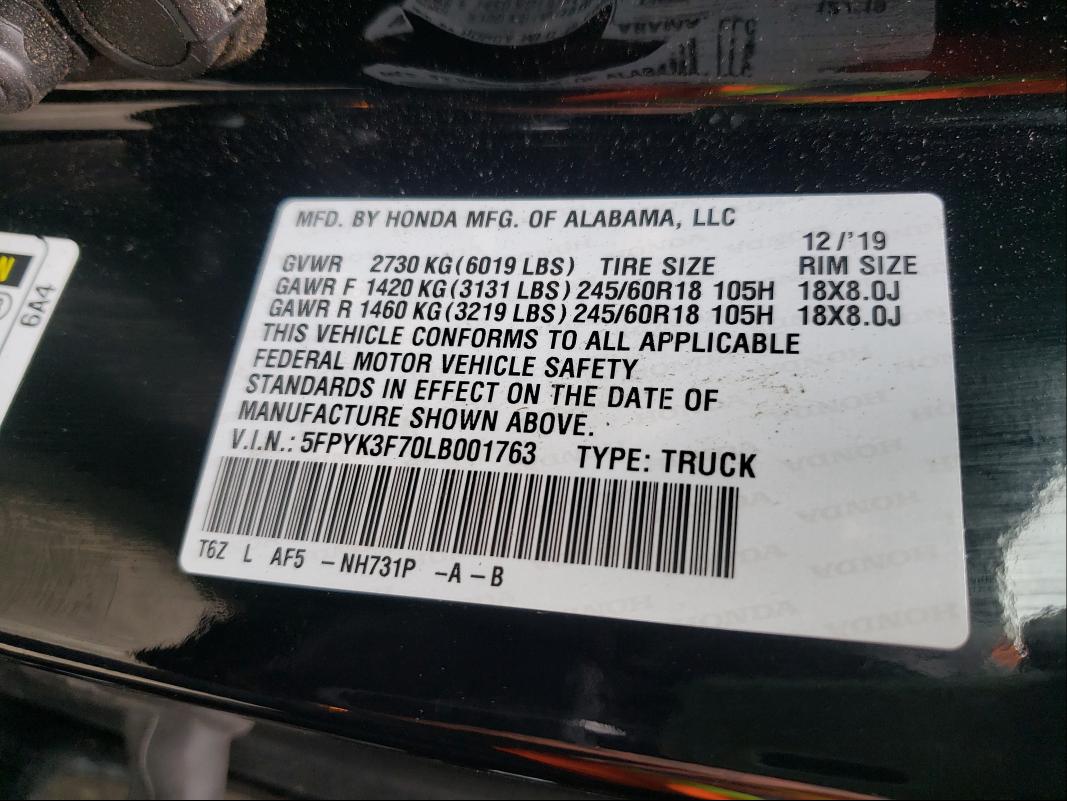 MFD. BY HONDA MFG. OF ALABAMA, LLC
12/'19
GVWR 2730 KG(6019 LBS) TIRE SIZE RIM SIZE
GAWR F 1420 KG(3131 LBS) 245/60R18 105H 18X8.0J
GAWR R 1460 KG(3219 LBS) 245/60R18 105H 18X8.0J
THIS VEHICLE CONFORMS TO ALL APPLICABLE
FEDERAL MOTOR VEHICLE SAFETY
STANDARDS IN EFFECT ON THE DATE OF
MANUFACTURE SHOWN ABOVE.
V.I.N.: 5FPYK3F70LB001763 TYPE: TRUCK
T6Z L AF5 -NH731P -A-B
6A4